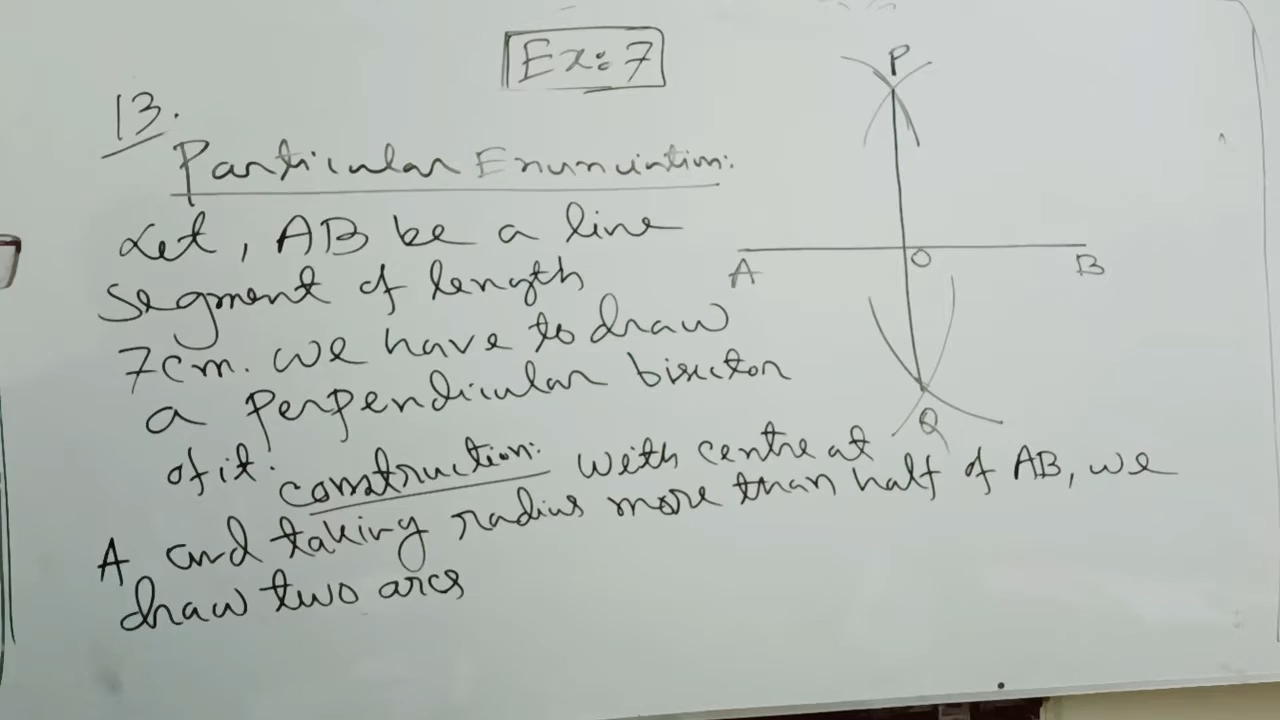 Ex: 7
13.
Particular Enunciation:
Let, AB be a line
segment of length
7cm. we have to draw
a perpendicular bisector
of it.
construction: with centre at
A and taking radius more than half of AB, we
draw two arcs
P
A
O
B
Q